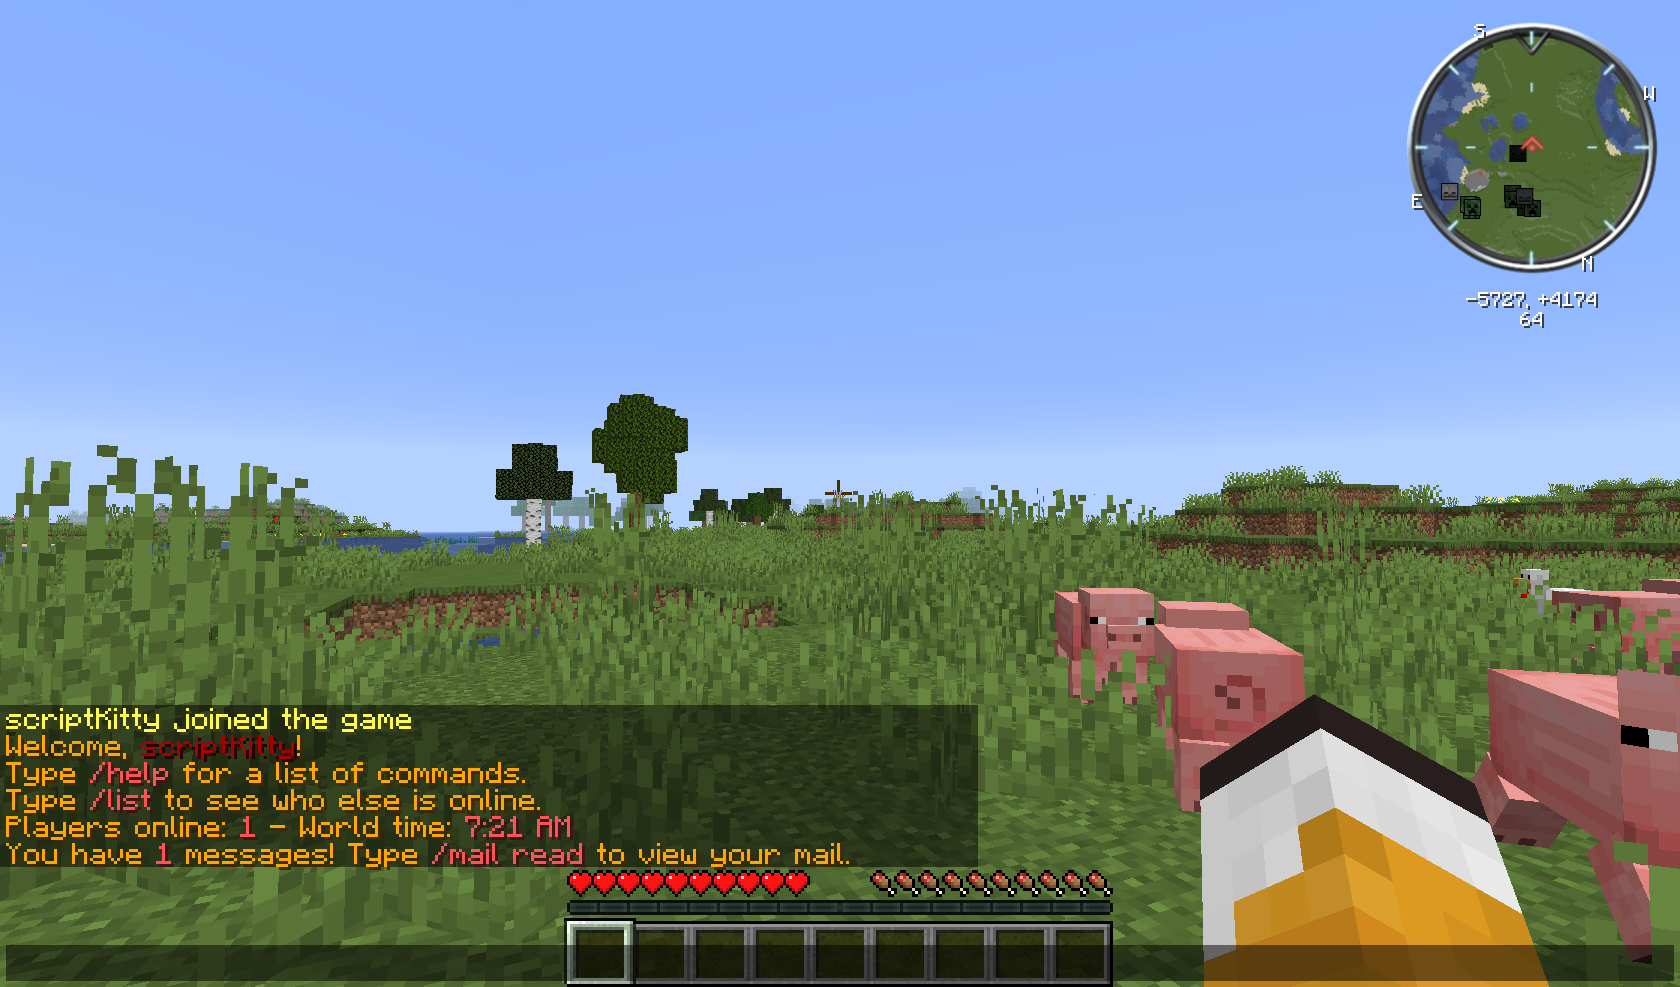 S
W
E
N
-5727, +4174
64
scriptKitty joined the game
Welcome, scriptKitty!
Type /help for a list of commands.
Type /list to see who else is online.
Players online: 1 - World time: 7:21 AM
You have 1 messages! Type /mail read to view your mail.